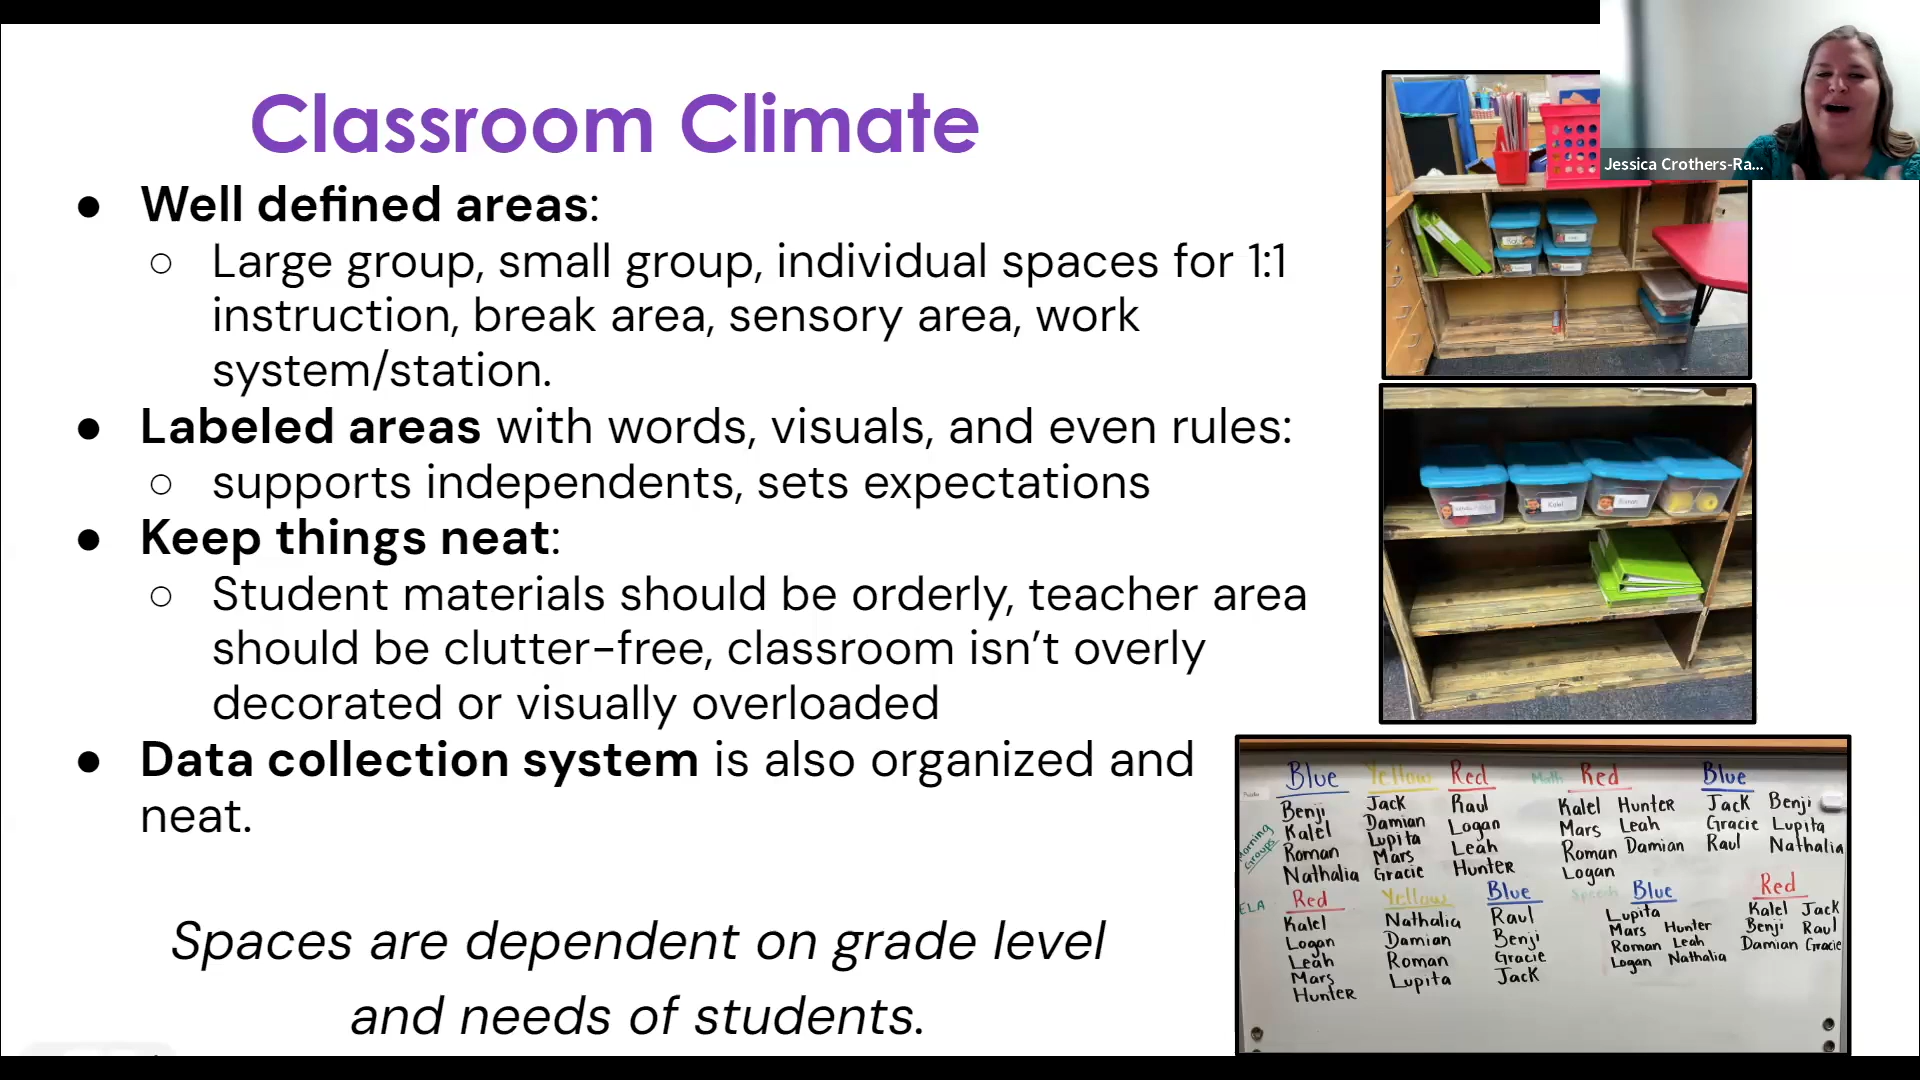 Classroom Climate
Jessica Crothers-Ra...
● Well defined areas:
○ Large group, small group, individual spaces for 1:1
instruction, break area, sensory area, work
system/station.
● Labeled areas with words, visuals, and even rules:
○ supports independents, sets expectations
● Keep things neat:
○ Student materials should be orderly, teacher area
should be clutter-free, classroom isn't overly
decorated or visually overloaded
● Data collection system is also organized and
neat.
Spaces are dependent on grade level
and needs of students.
Kalel
Roman
Morning
Groups
Blue
Benji
Kalel
Roman
Nathalia
Yellow
Jack
Damian
Lupita
Mars
Gracie
Red
Raul
Logan
Leah
Hunter
Math
Red
Kalel Hunter
Mars Leah
Roman Damian
Logan
Blue
Jack Benji
Gracie Lupita
Raul Nathalia
ELA
Red
Kalel
Logan
Leah
Mars
Hunter
Yellow
Nathalia
Damian
Roman
Lupita
Blue
Raul
Benji
Gracie
Jack
Speech
Blue
Lupita
Mars Hunter
Roman Leah
Logan Nathalia
Red
Kalel Jack
Benji Raul
Damian Gracie